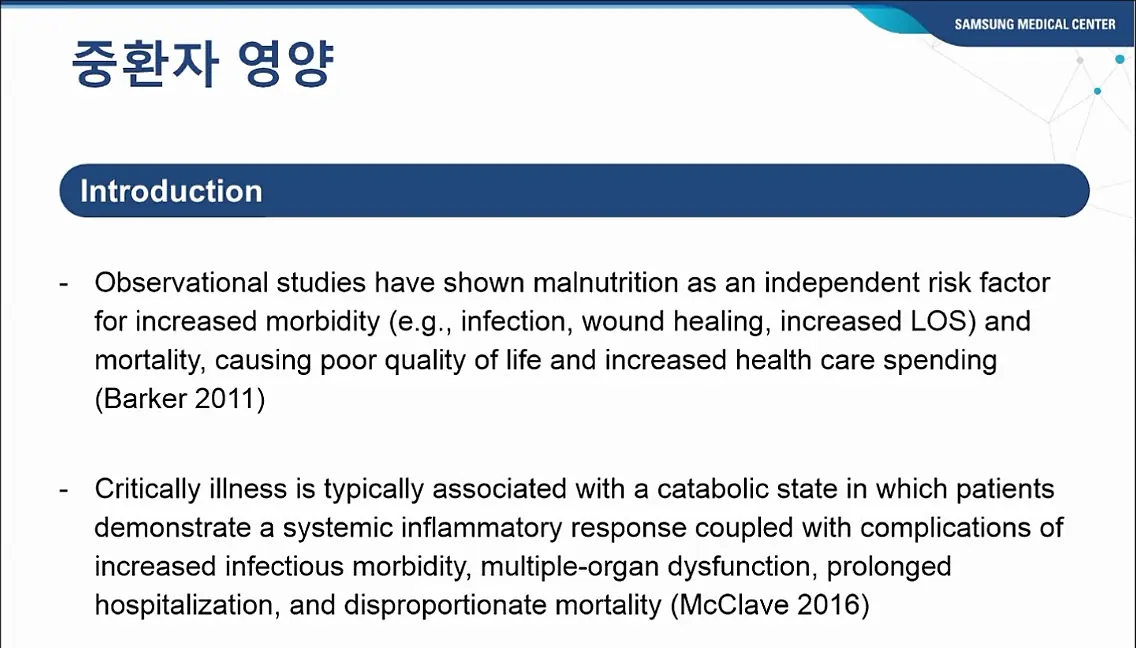 SAMSUNG MEDICAL CENTER
중환자 영양
Introduction
- Observational studies have shown malnutrition as an independent risk factor
for increased morbidity (e.g., infection, wound healing, increased LOS) and
mortality, causing poor quality of life and increased health care spending
(Barker 2011)
- Critically illness is typically associated with a catabolic state in which patients
demonstrate a systemic inflammatory response coupled with complications of
increased infectious morbidity, multiple-organ dysfunction, prolonged
hospitalization, and disproportionate mortality (McClave 2016)